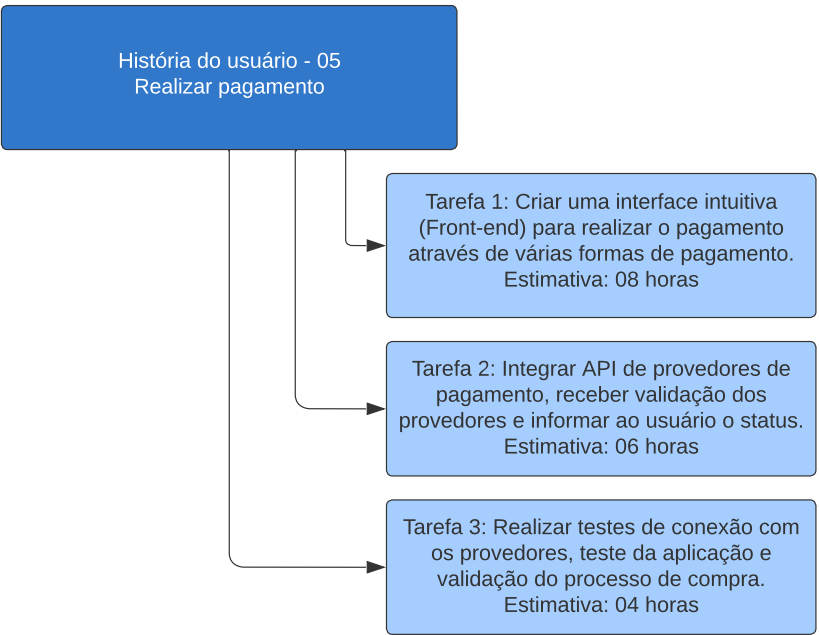 História do usuário - 05
Realizar pagamento
Tarefa 1: Criar uma interface intuitiva
(Front-end) para realizar o pagamento
através de várias formas de pagamento.
Estimativa: 08 horas
Tarefa 2: Integrar API de provedores de
pagamento, receber validação dos
provedores e informar ao usuário o status.
Estimativa: 06 horas
Tarefa 3: Realizar testes de conexão com
os provedores, teste da aplicação e
validação do processo de compra.
Estimativa: 04 horas